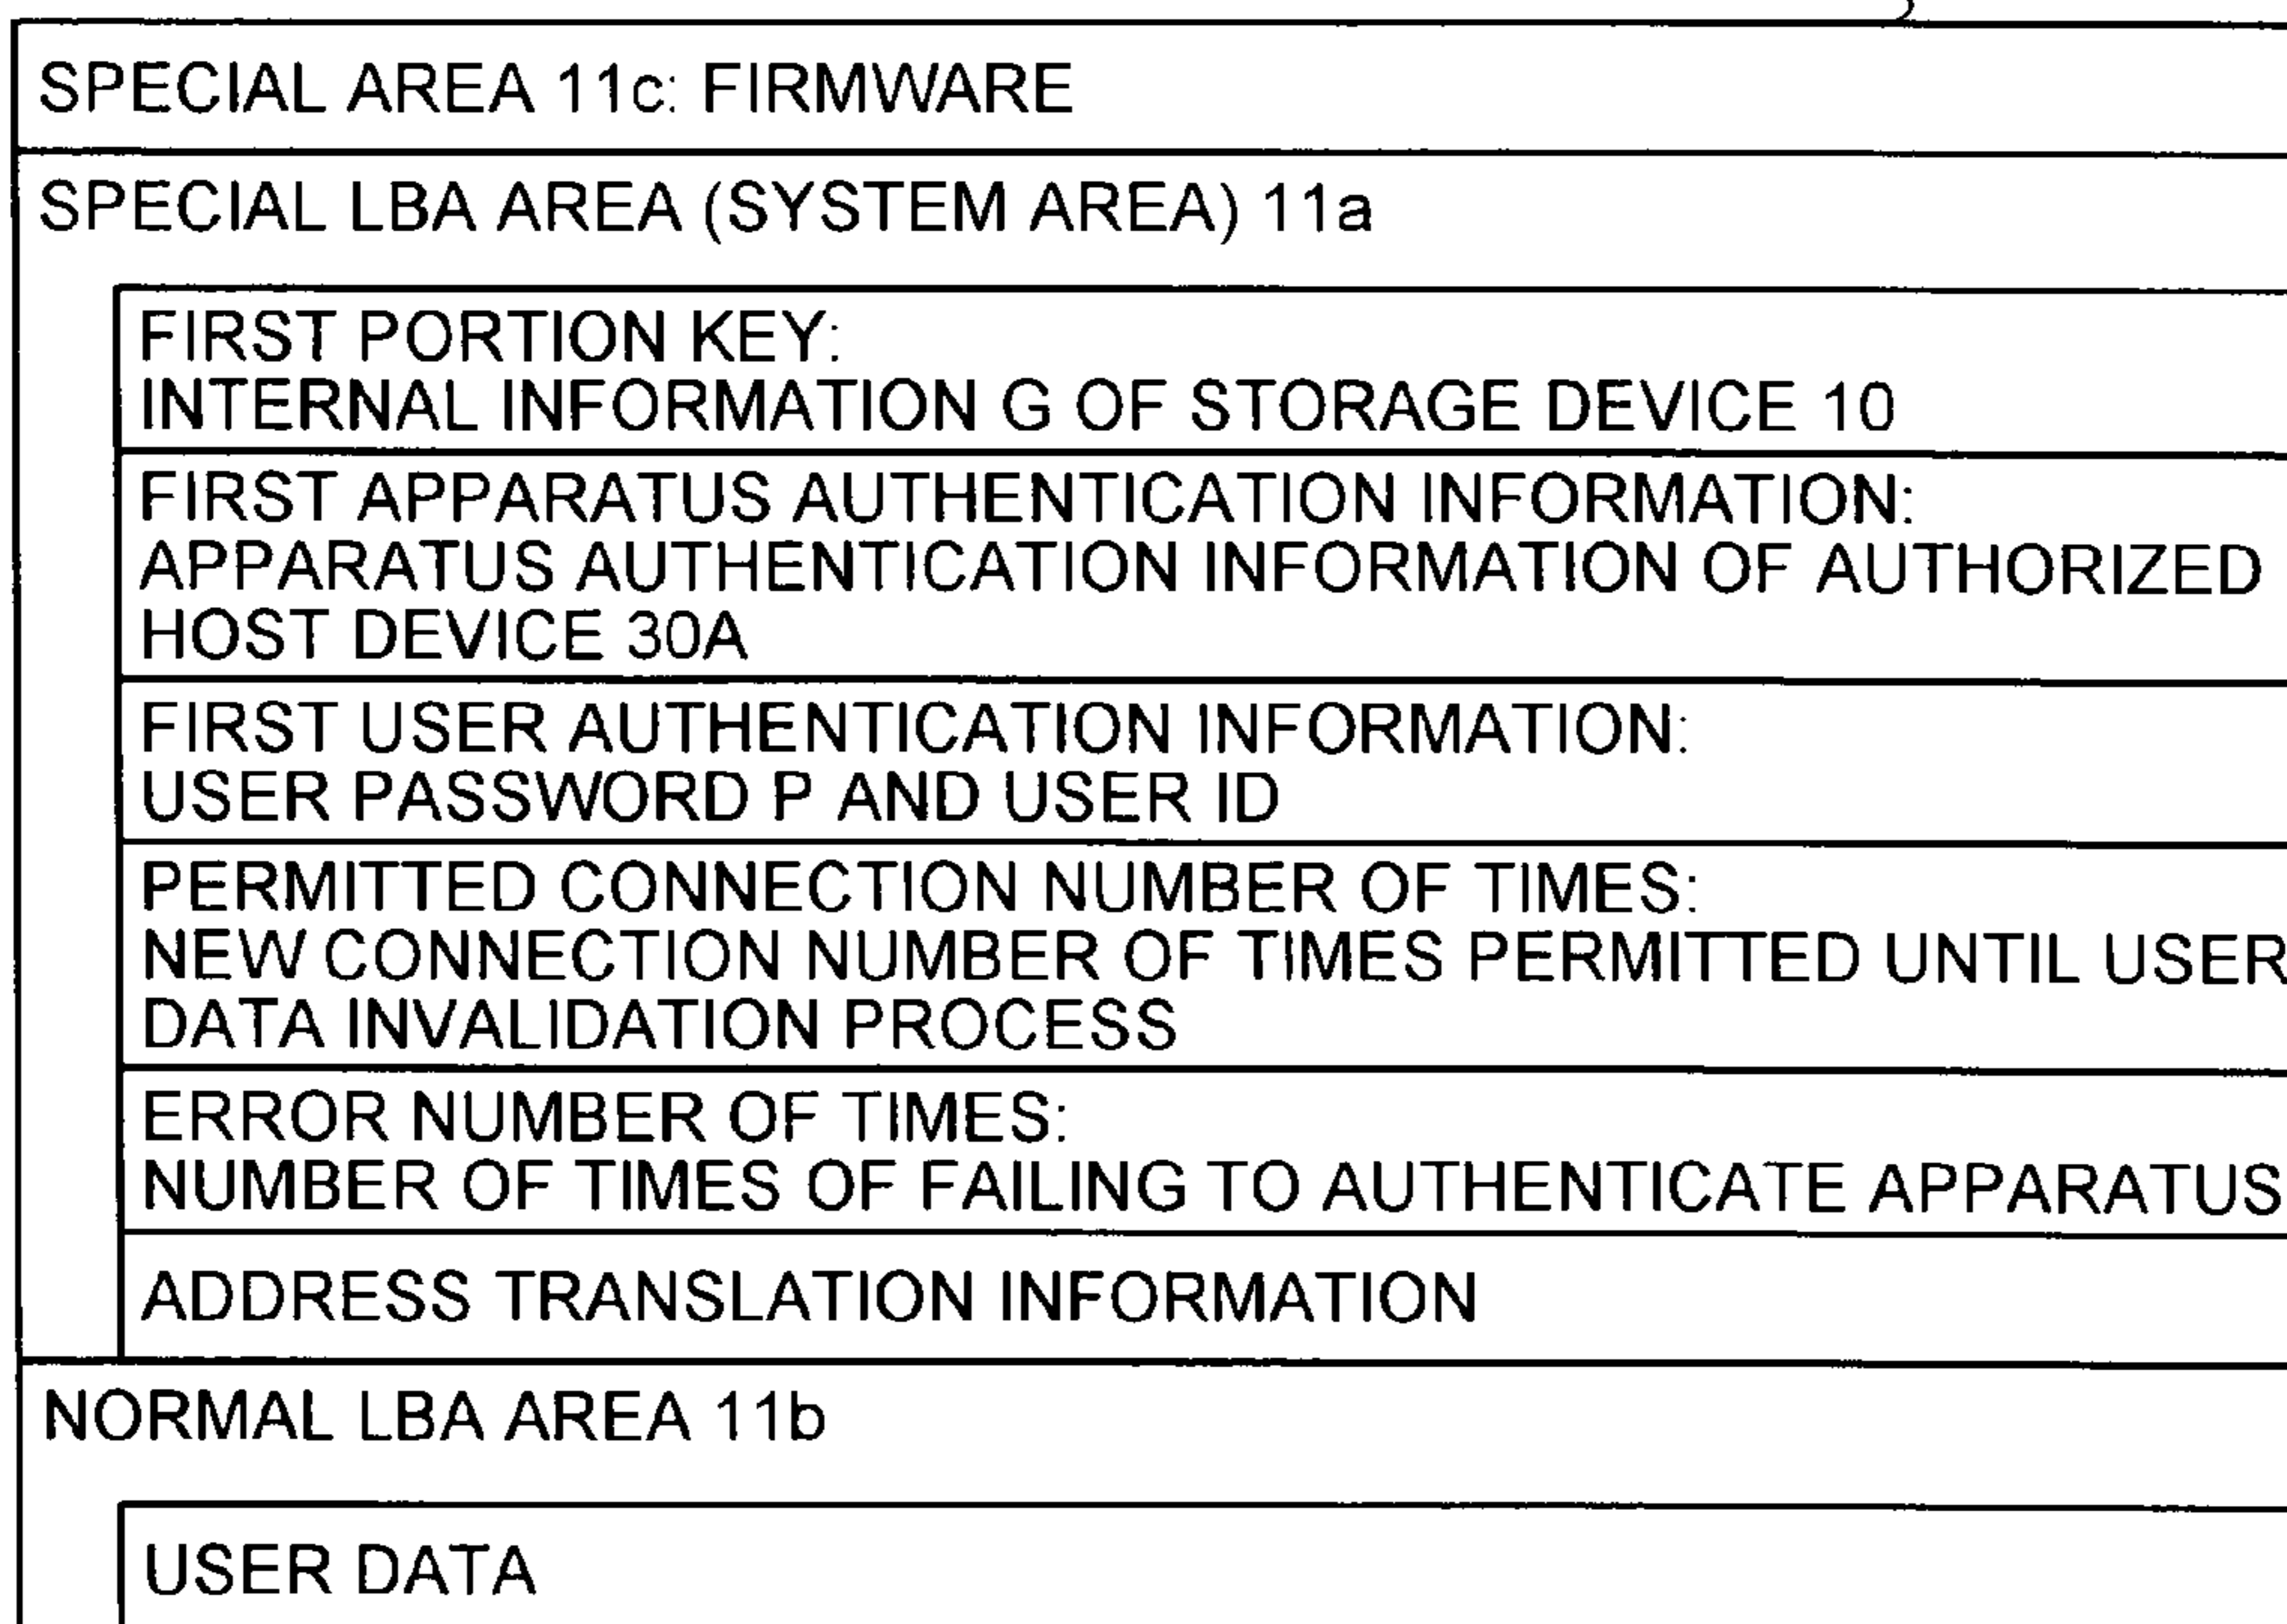 SPECIAL AREA 11c: FIRMWARE
SPECIAL LBA AREA (SYSTEM AREA) 11a
FIRST PORTION KEY:
INTERNAL INFORMATION G OF STORAGE DEVICE 10
FIRST APPARATUS AUTHENTICATION INFORMATION:
APPARATUS AUTHENTICATION INFORMATION OF AUTHORIZED
HOST DEVICE 30A
FIRST USER AUTHENTICATION INFORMATION:
USER PASSWORD P AND USER ID
PERMITTED CONNECTION NUMBER OF TIMES:
NEW CONNECTION NUMBER OF TIMES PERMITTED UNTIL USER
DATA INVALIDATION PROCESS
ERROR NUMBER OF TIMES:
NUMBER OF TIMES OF FAILING TO AUTHENTICATE APPARATUS
ADDRESS TRANSLATION INFORMATION
NORMAL LBA AREA 11b
USER DATA